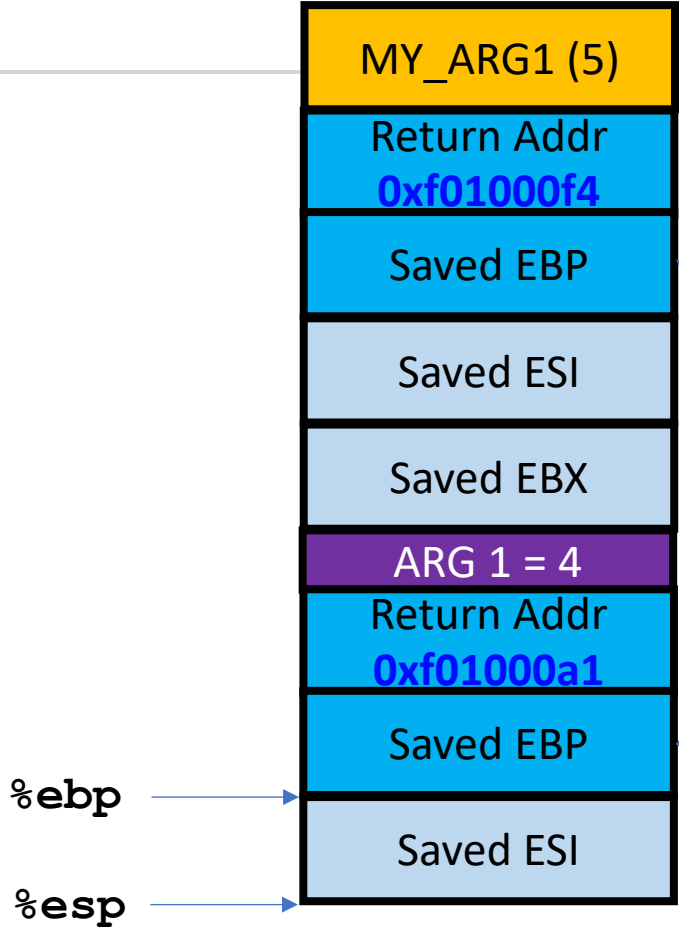 MY_ARG1 (5)
Return Addr
0xf01000f4
Saved EBP
Saved ESI
Saved EBX
ARG 1 = 4
Return Addr
0xf01000a1
Saved EBP
%ebp
Saved ESI
%esp